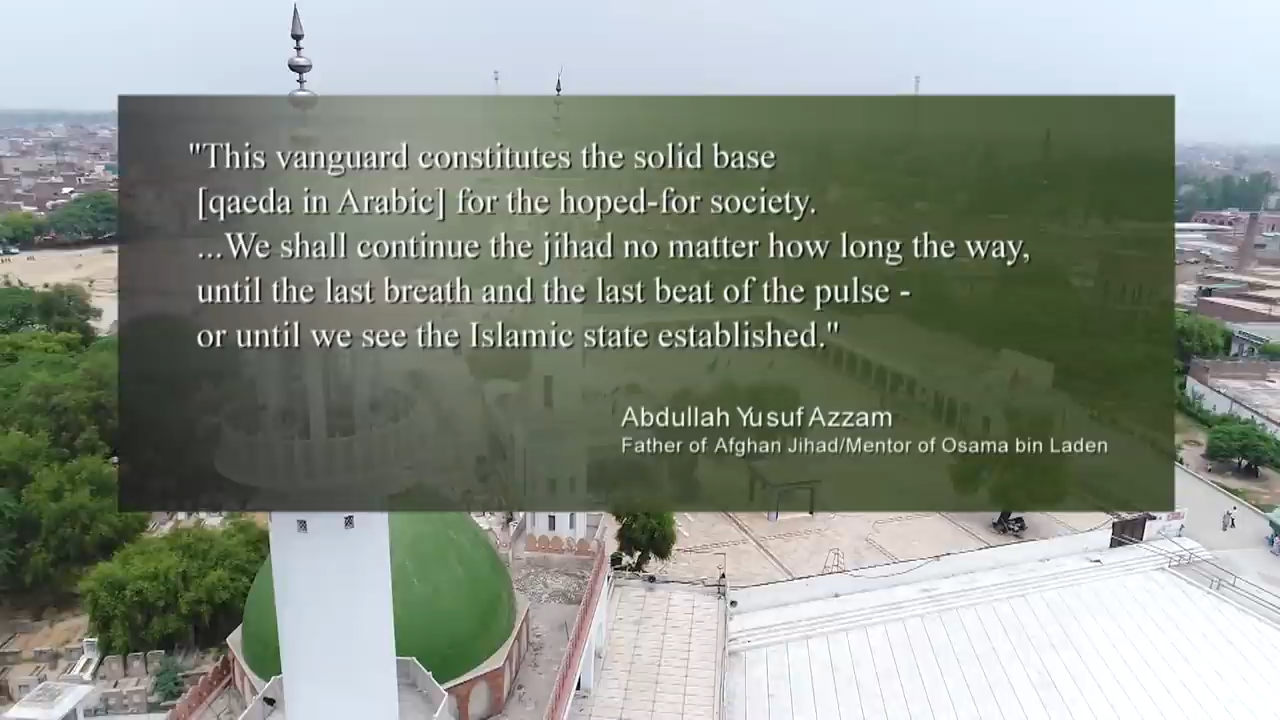 "This vanguard constitutes the solid base
[qaeda in Arabic] for the hoped-for society.
...We shall continue the jihad no matter how long the way,
until the last breath and the last beat of the pulse -
or until we see the Islamic state established."
Abdullah Yusuf Azzam
Father of Afghan Jihad/Mentor of Osama bin Laden